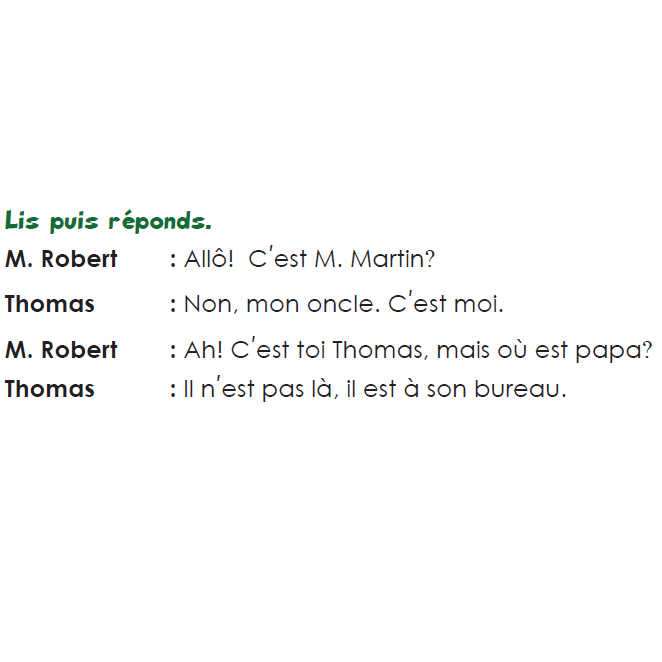 Lis puis réponds.
M. Robert : Allô! C'est M. Martin?
Thomas : Non, mon oncle. C'est moi.
M. Robert : Ah! C'est toi Thomas, mais où est papa?
Thomas : Il n'est pas là, il est à son bureau.